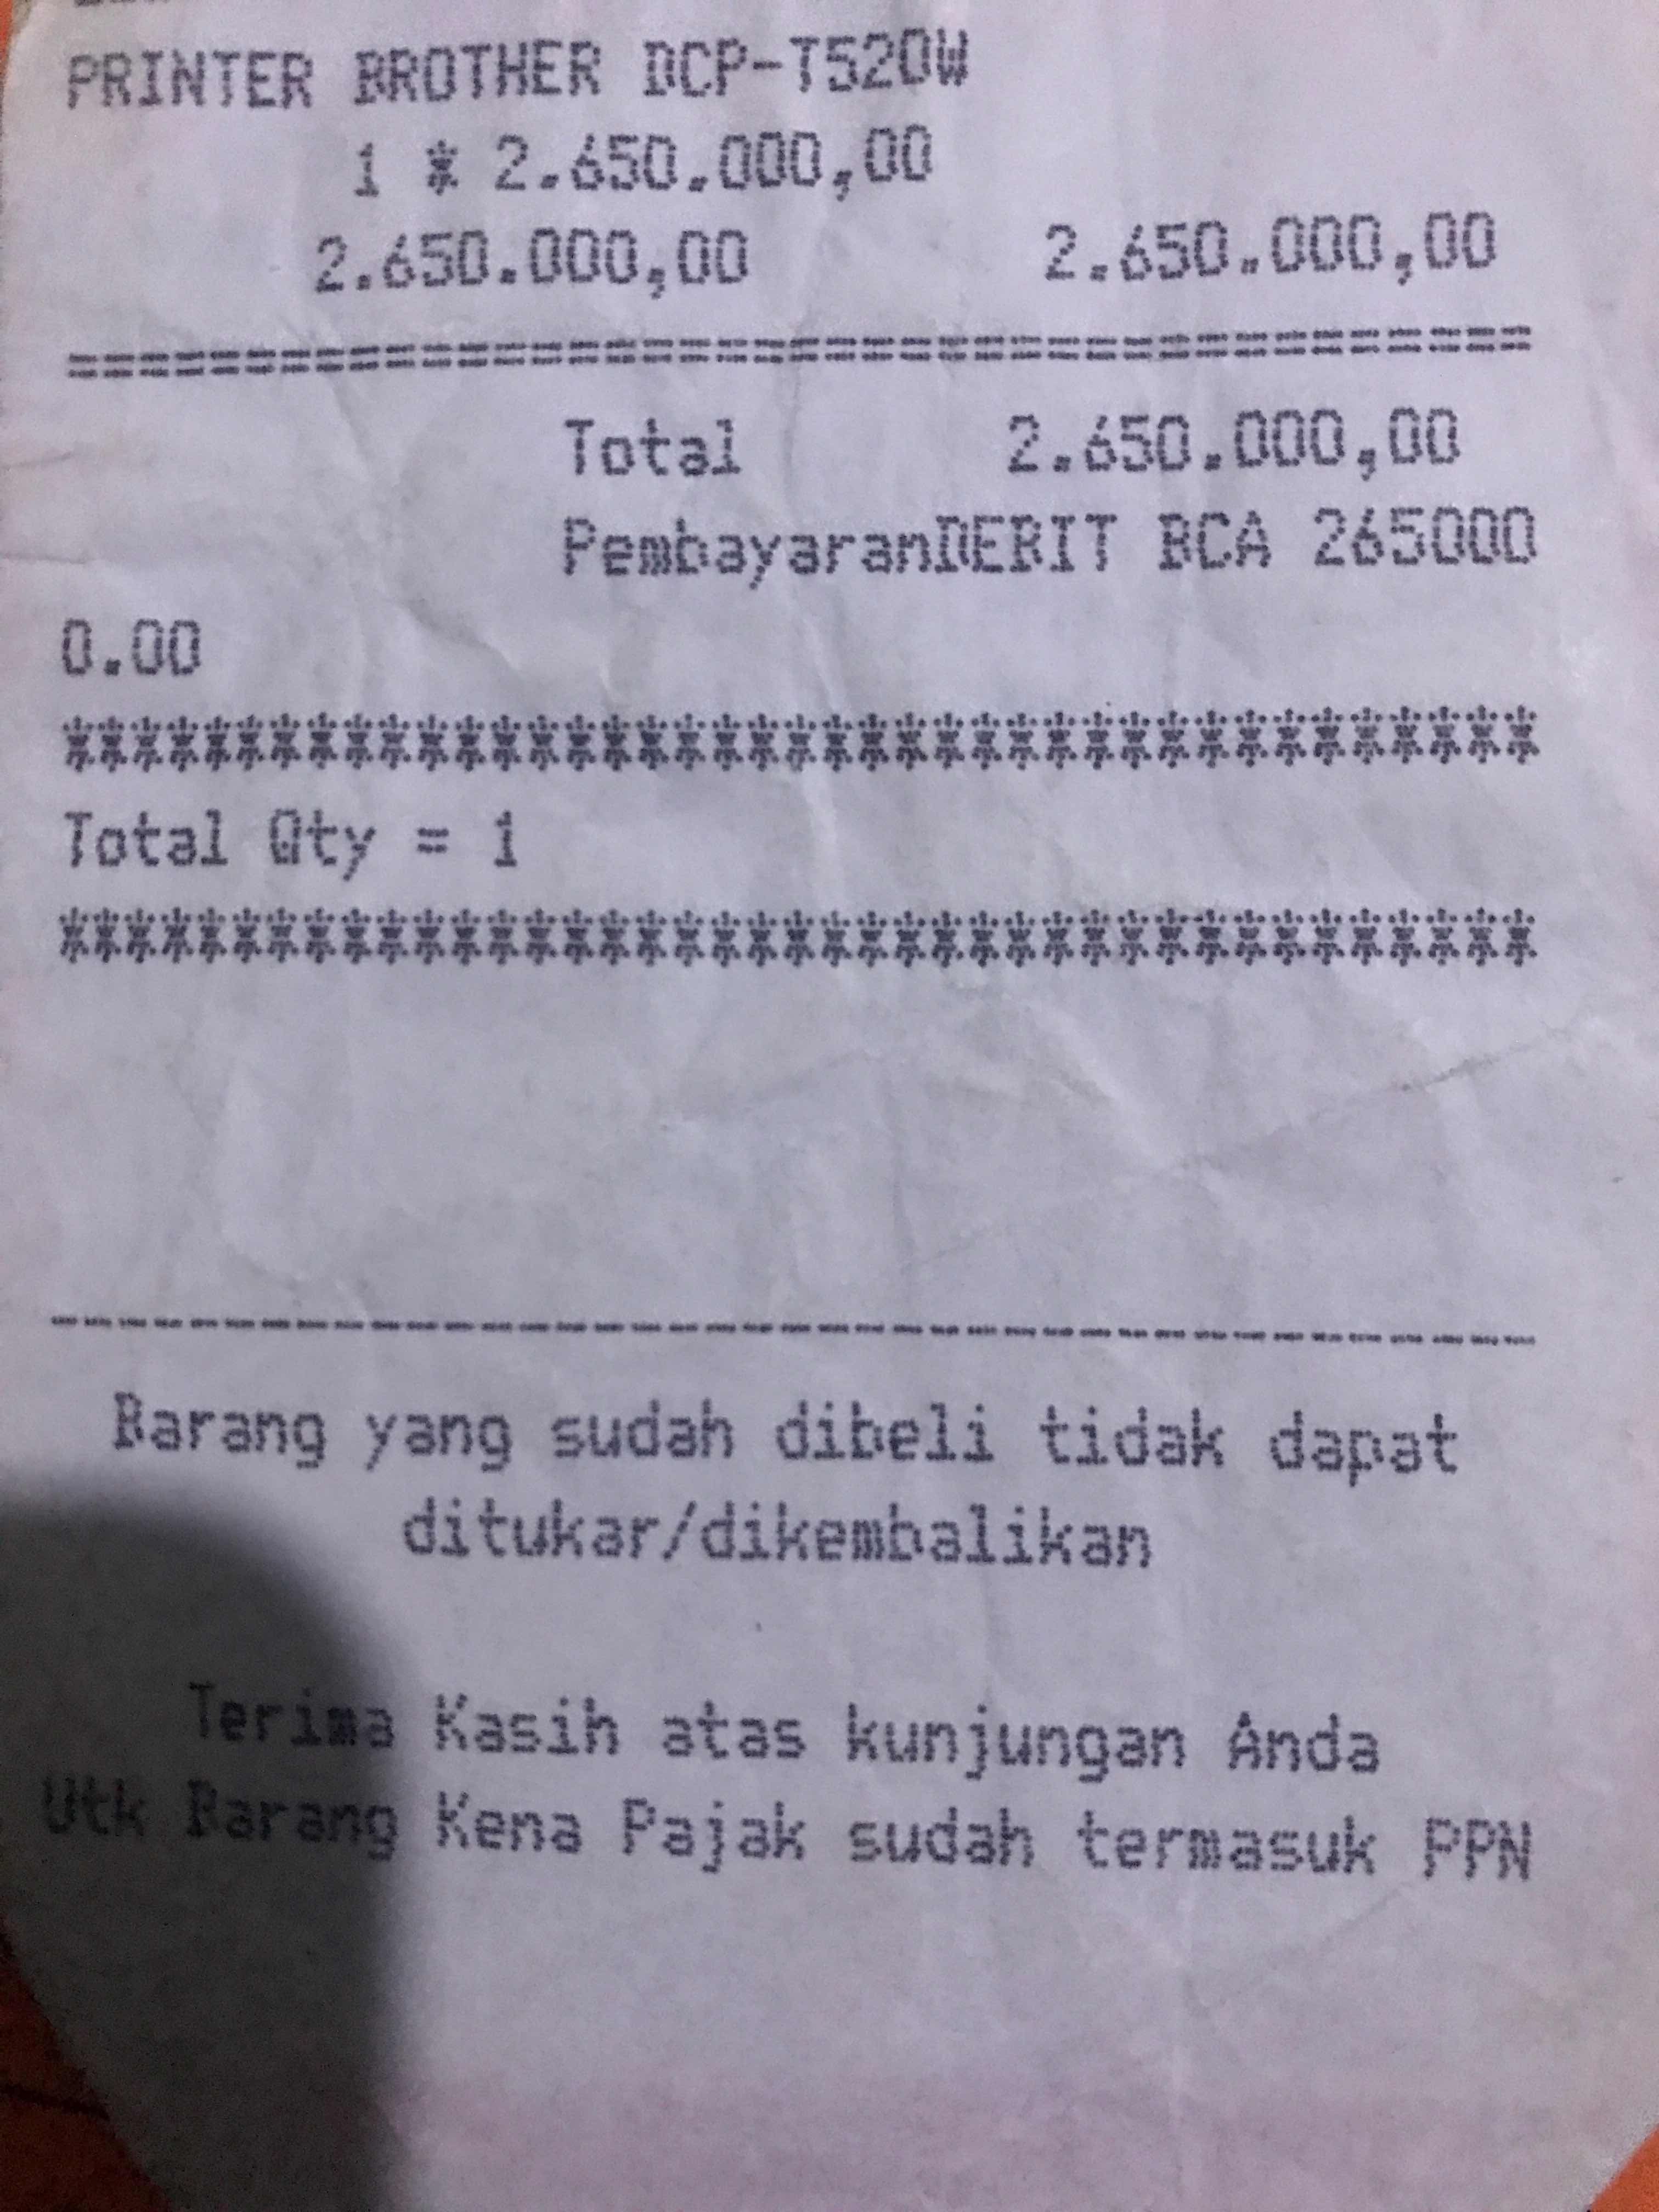 PRINTER BROTHER DCP-T520W
1 * 2.650.000,00
2.650.000,00 2.650.000,00
========================================
Total 2.650.000,00
PembayaranDEBIT BCA 265000
0.00
****************************************
Total Qty = 1
****************************************
----------------------------------------
Barang yang sudah dibeli tidak dapat
ditukar/dikembalikan
Terima Kasih atas kunjungan Anda
Utk Barang Kena Pajak sudah termasuk PPN